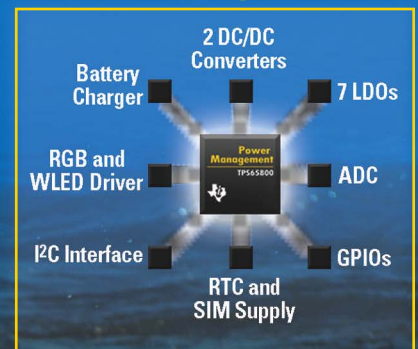 2 DC/DC
Converters
Battery
Charger
7 LDOs
Power
Management
TPS65800
RGB and
WLED Driver
ADC
I²C Interface
GPIOs
RTC and
SIM Supply